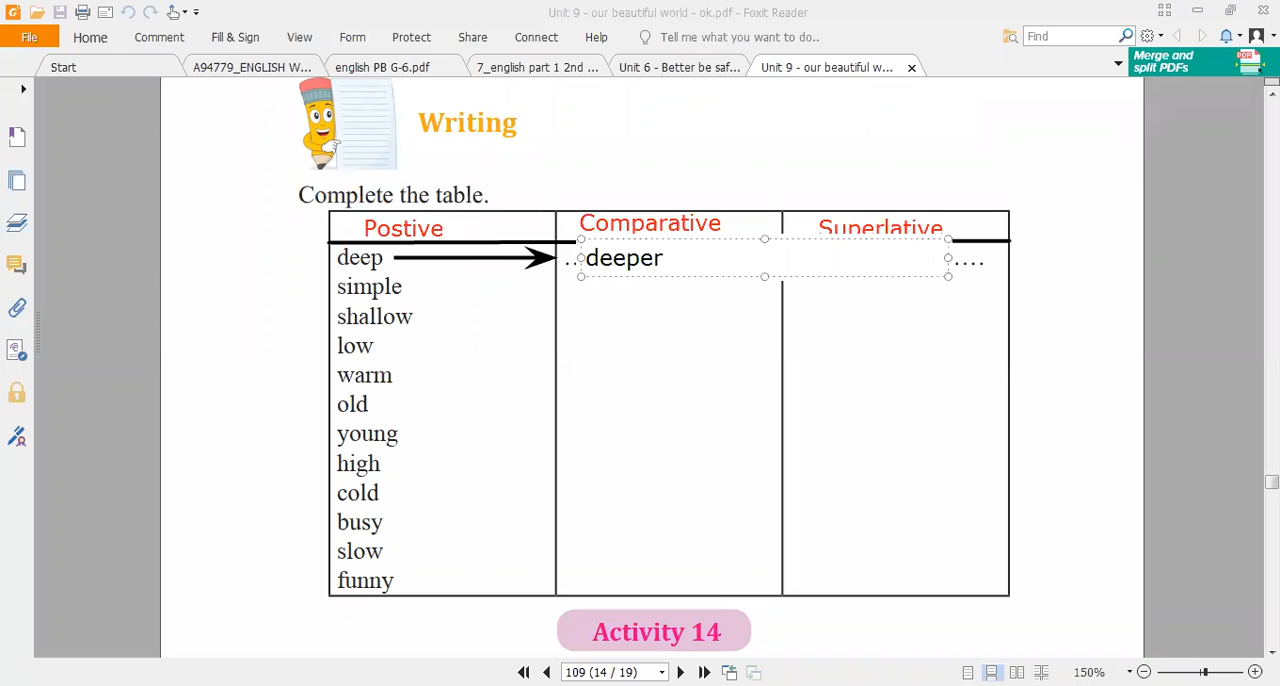 Unit 9 - our beautiful world - ok.pdf - Foxit Reader
File Home Comment Fill & Sign View Form Protect Share Connect Help Tell me what you want to do.. Find
Start A94779_ENGLISH W... english PB G-6.pdf 7_english part 1 2nd ... Unit 6 - Better be saf... Unit 9 - our beautiful w... Merge and split PDFs
Writing
Complete the table.
Postive Comparative Superlative
deep ..deeper ....
simple
shallow
low
warm
old
young
high
cold
busy
slow
funny
Activity 14
109 (14 / 19) 150%